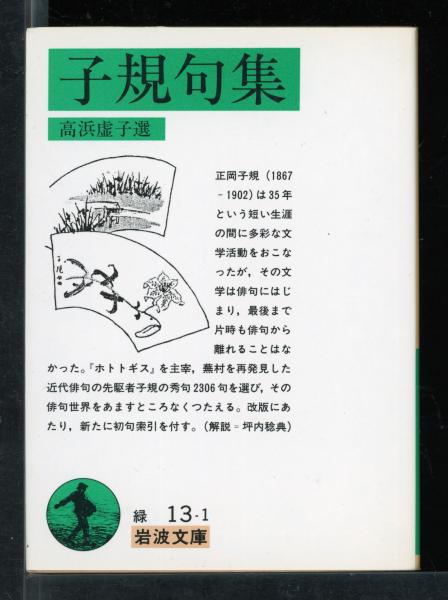 子規句集
高浜虚子選
正岡子規（1867
-1902）は35年
という短い生涯
の間に多彩な文
学活動をおこな
ったが，その文
学は俳句にはじ
まり，最後まで
片時も俳句から
離れることはな
かった。『ホトトギス』を主宰，蕪村を再発見した
近代俳句の先駆者子規の秀句2306句を選び，その
俳句世界をあますところなくつたえる。改版にあ
たり，新たに初句索引を付す。（解説＝坪内稔典）
緑 13-1
岩波文庫